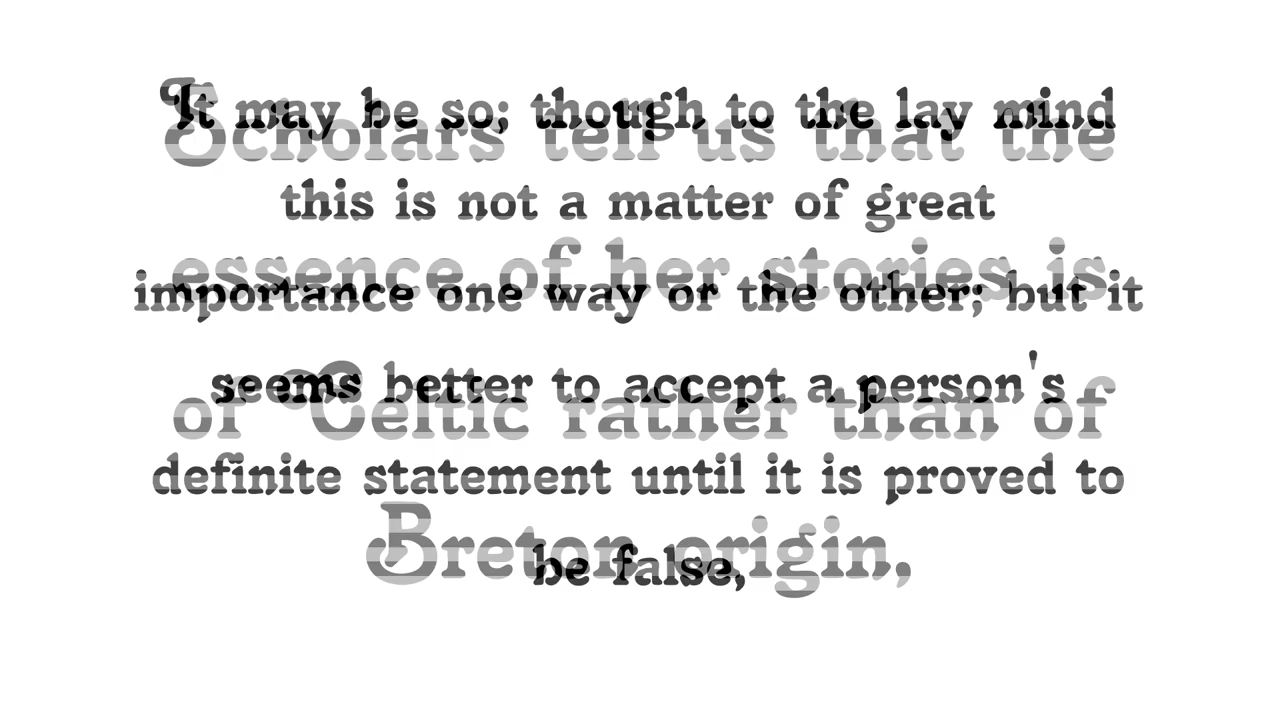 Scholars tell us that the
essence of her stories is
of Celtic rather than of
Breton origin,
It may be so; though to the lay mind
this is not a matter of great
importance one way or the other; but it
seems better to accept a person's
definite statement until it is proved to
be false,